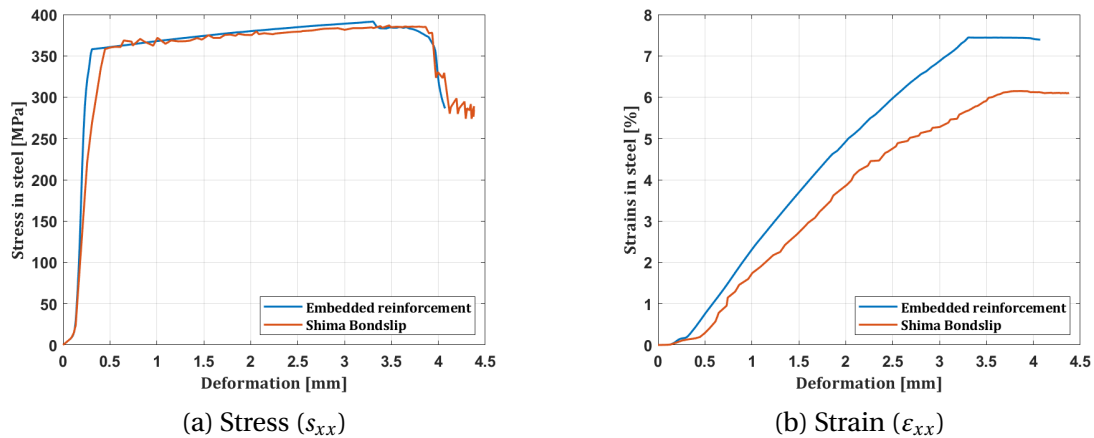 400
350
300
250
200
150
100
50
0
Stress in steel [MPa]
0 0.5 1 1.5 2 2.5 3 3.5 4 4.5
Deformation [mm]
Embedded reinforcement
Shima Bondslip
(a) Stress (sₓₓ)
8
7
6
5
4
3
2
1
0
Strains in steel [%]
0 0.5 1 1.5 2 2.5 3 3.5 4 4.5
Deformation [mm]
Embedded reinforcement
Shima Bondslip
(b) Strain (εₓₓ)